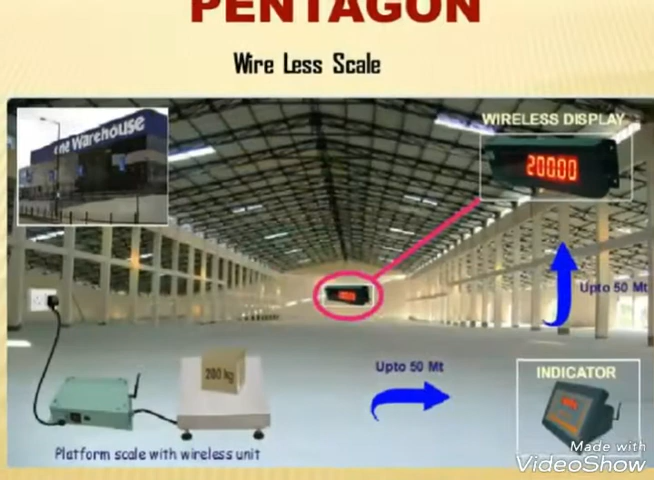 PENTAGON
Wire Less Scale
one Warehouse
WIRELESS DISPLAY
200.00
Upto 50 Mt
200 kg
Upto 50 Mt
INDICATOR
Platform scale with wireless unit
Made with
VideoShow